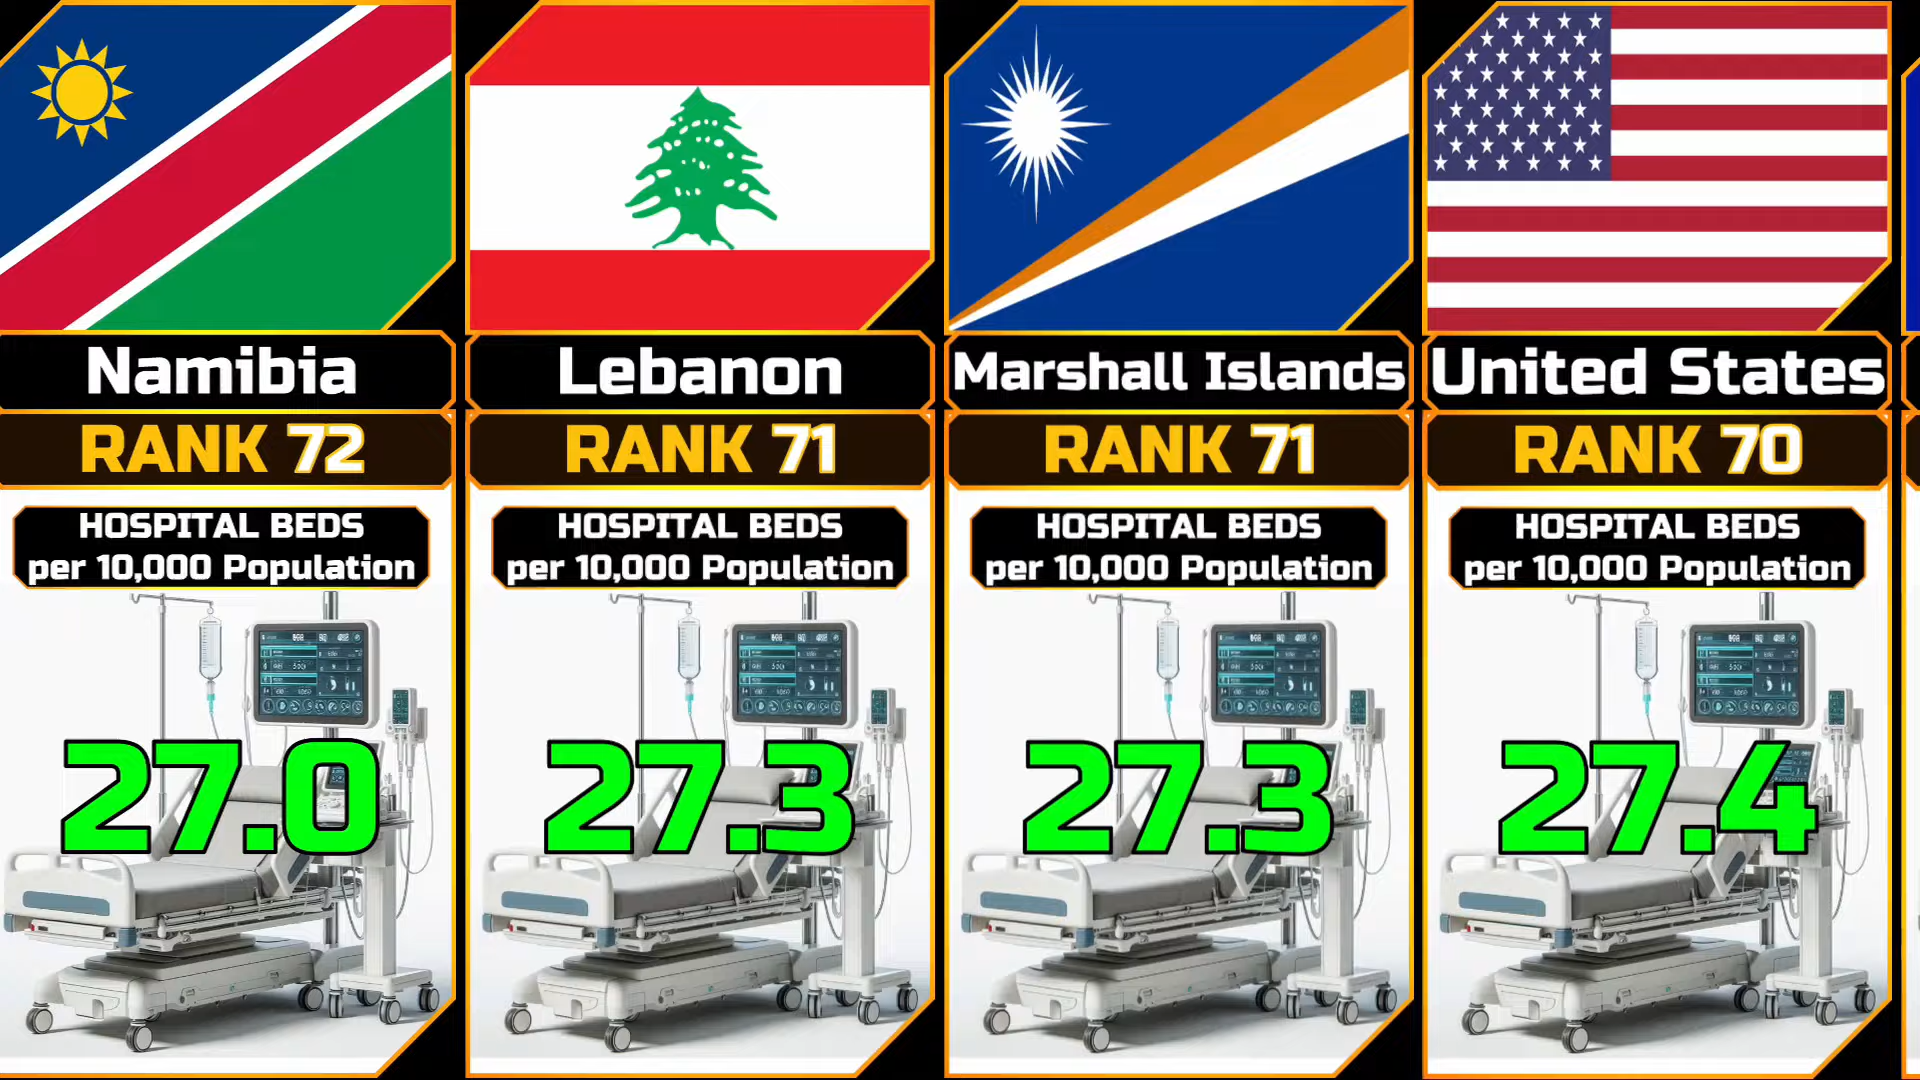 Namibia
RANK 72
HOSPITAL BEDS
per 10,000 Population
27.0
Lebanon
RANK 71
HOSPITAL BEDS
per 10,000 Population
27.3
Marshall Islands
RANK 71
HOSPITAL BEDS
per 10,000 Population
27.3
United States
RANK 70
HOSPITAL BEDS
per 10,000 Population
27.4